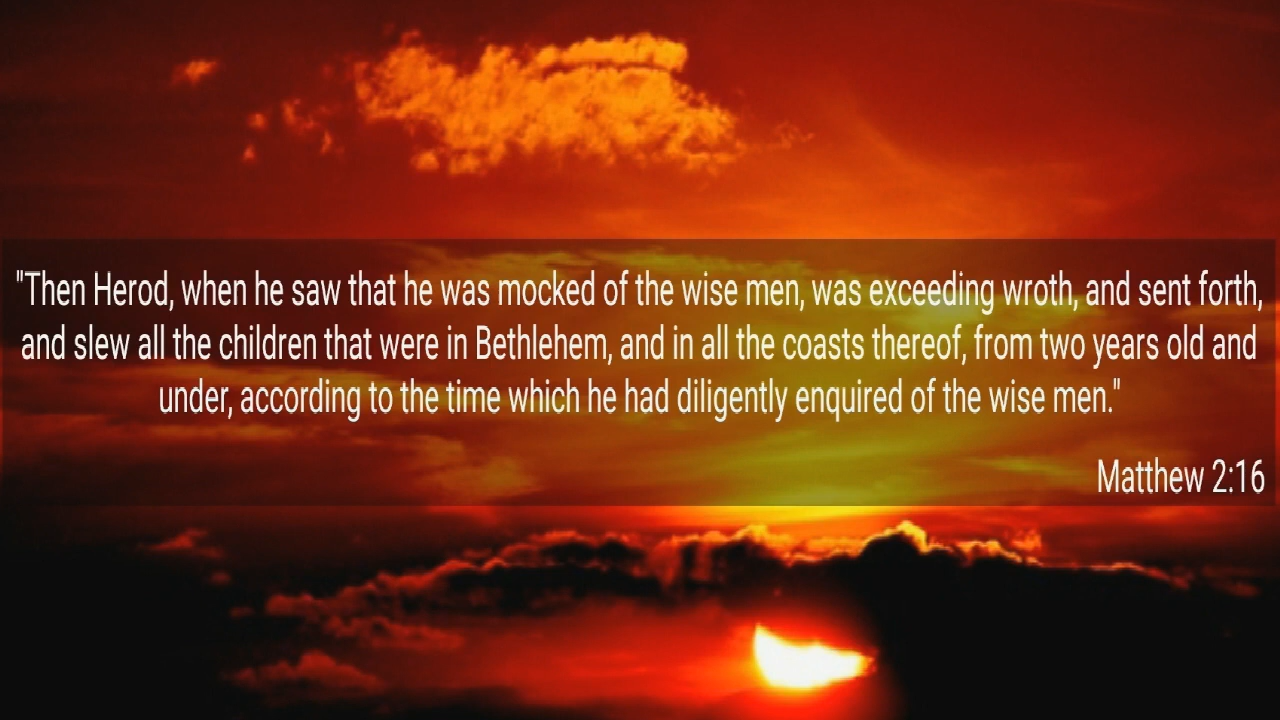 "Then Herod, when he saw that he was mocked of the wise men, was exceeding wroth, and sent forth,
and slew all the children that were in Bethlehem, and in all the coasts thereof, from two years old and
under, according to the time which he had diligently enquired of the wise men."
Matthew 2:16